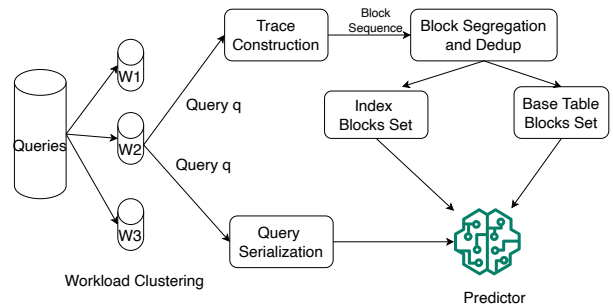 Trace
Construction
Block
Sequence
Block Segregation
and Dedup
W1
Queries
W2
Query q
Index
Blocks Set
Base Table
Blocks Set
Query q
W3
Query
Serialization
Workload Clustering
Predictor